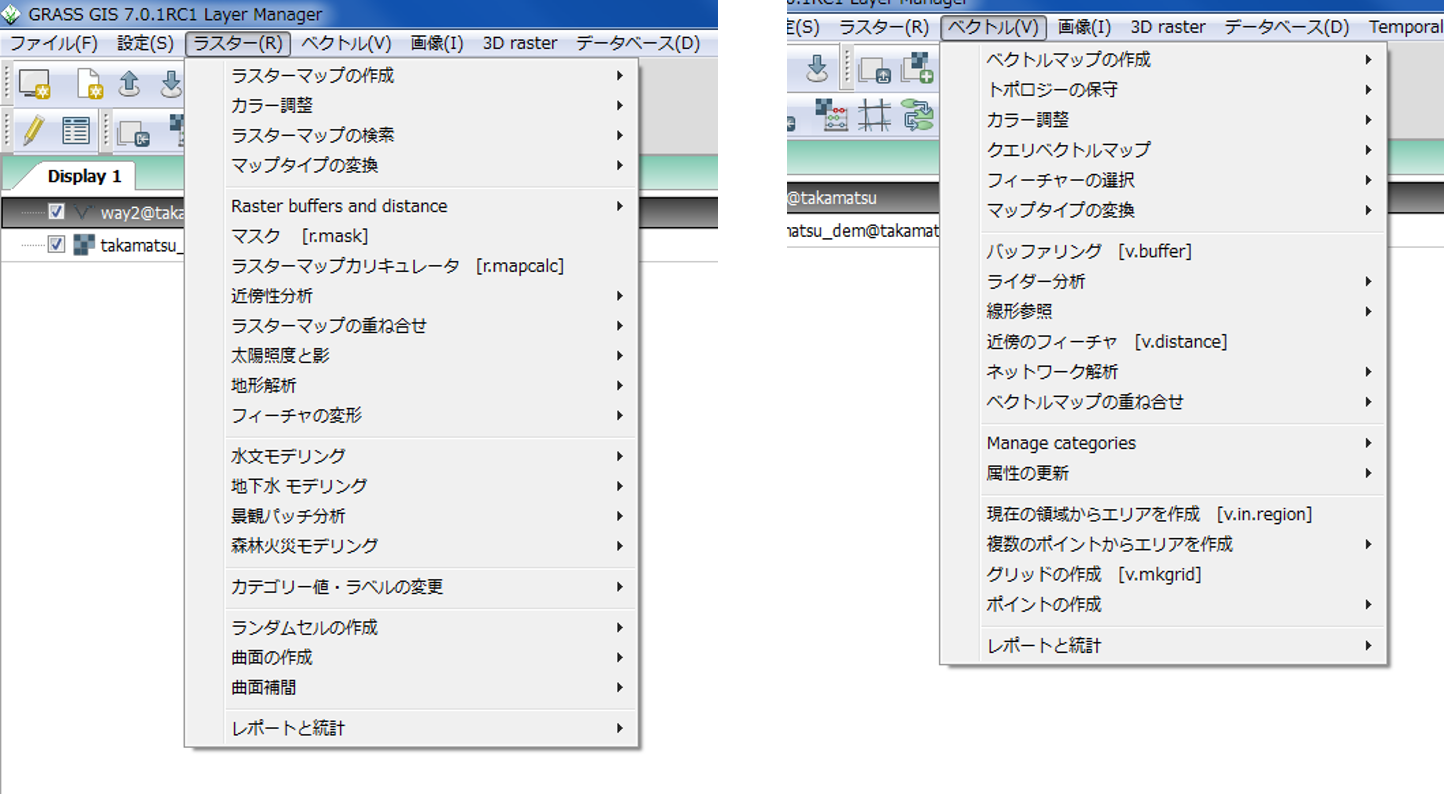 GRASS GIS 7.0.1RC1 Layer Manager
ファイル(F) 設定(S) ラスター(R) ベクトル(V) 画像(I) 3D raster データベース(D)
ラスターマップの作成
カラー調整
ラスターマップの検索
マップタイプの変換
Raster buffers and distance
マスク [r.mask]
ラスターマップカリキュレータ [r.mapcalc]
近傍性分析
ラスターマップの重ね合せ
太陽照度と影
地形解析
フィーチャの変形
水文モデリング
地下水 モデリング
景観パッチ分析
森林火災モデリング
カテゴリー値・ラベルの変更
ランダムセルの作成
曲面の作成
曲面補間
レポートと統計
Display 1
way2@taka
takamatsu_
.0.1RC1 Layer Manager
定(S) ラスター(R) ベクトル(V) 画像(I) 3D raster データベース(D) Temporal
ベクトルマップの作成
トポロジーの保守
カラー調整
クエリベクトルマップ
フィーチャーの選択
マップタイプの変換
バッファリング [v.buffer]
ライダー分析
線形参照
近傍のフィーチャ [v.distance]
ネットワーク解析
ベクトルマップの重ね合せ
Manage categories
属性の更新
現在の領域からエリアを作成 [v.in.region]
複数のポイントからエリアを作成
グリッドの作成 [v.mkgrid]
ポイントの作成
レポートと統計
@takamatsu
matsu_dem@takamat